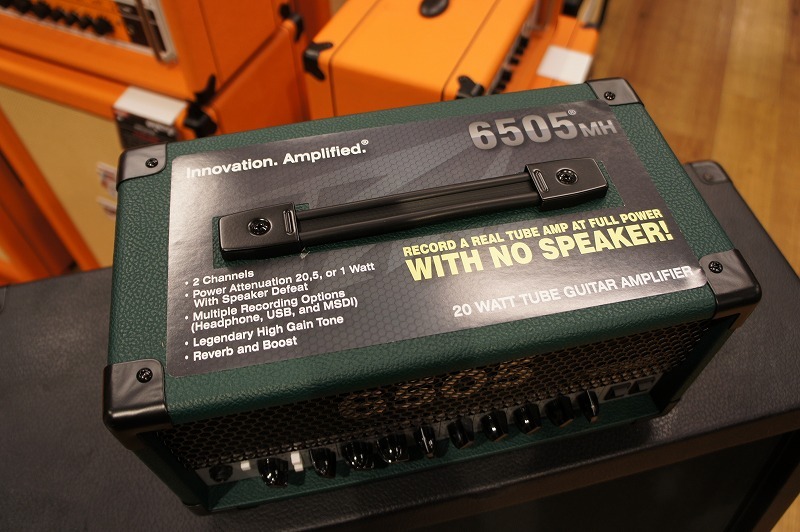 Innovation. Amplified.®
6505® MH
RECORD A REAL TUBE AMP AT FULL POWER
WITH NO SPEAKER!
• 2 Channels
• Power Attenuation 20,5, or 1 Watt
With Speaker Defeat
• Multiple Recording Options
(Headphone, USB, and MSDI)
• Legendary High Gain Tone
• Reverb and Boost
20 WATT TUBE GUITAR AMPLIFIER
6505